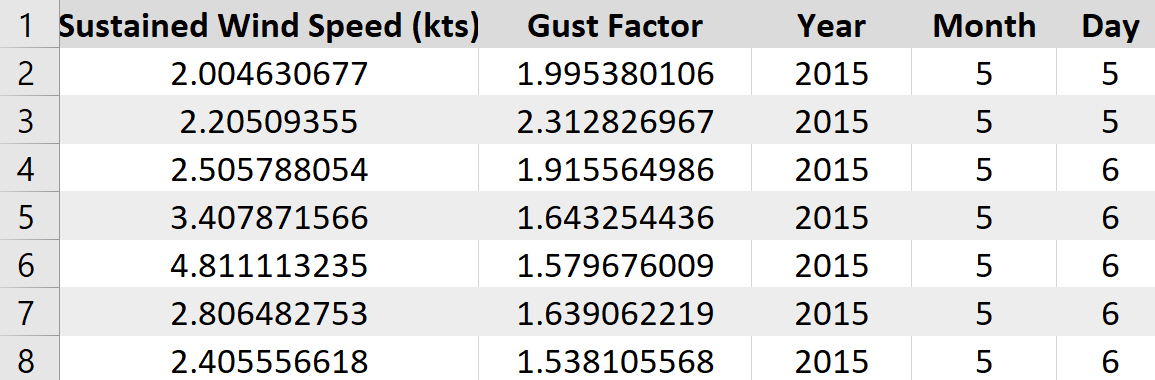 1 Sustained Wind Speed (kts) Gust Factor Year Month Day
2 2.004630677 1.995380106 2015 5 5
3 2.20509355 2.312826967 2015 5 5
4 2.505788054 1.915564986 2015 5 6
5 3.407871566 1.643254436 2015 5 6
6 4.811113235 1.579676009 2015 5 6
7 2.806482753 1.639062219 2015 5 6
8 2.405556618 1.538105568 2015 5 6